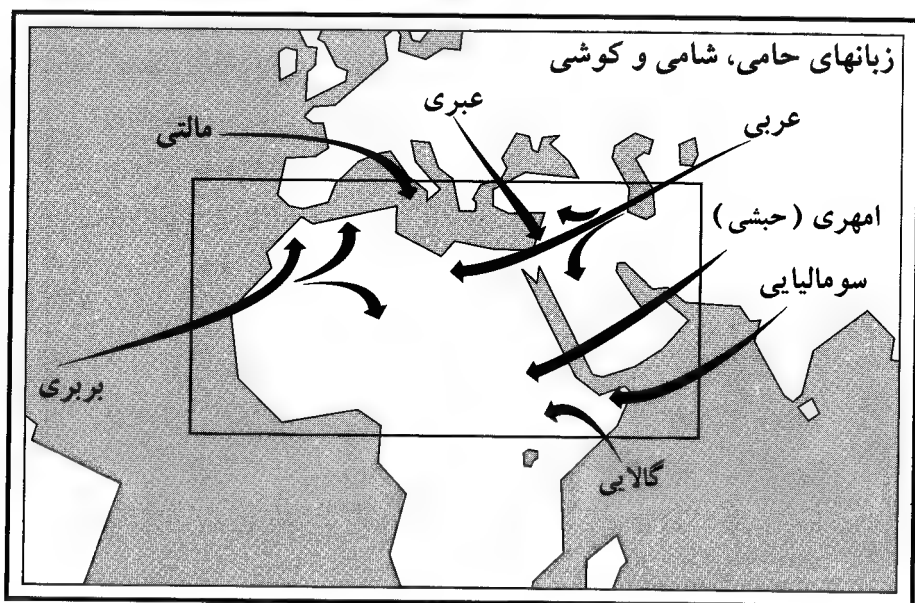 زبانهای حامی، شامی و کوشی
عبری
عربی
مالتی
امهری (حبشی)
سومالیایی
بربری
گالایی